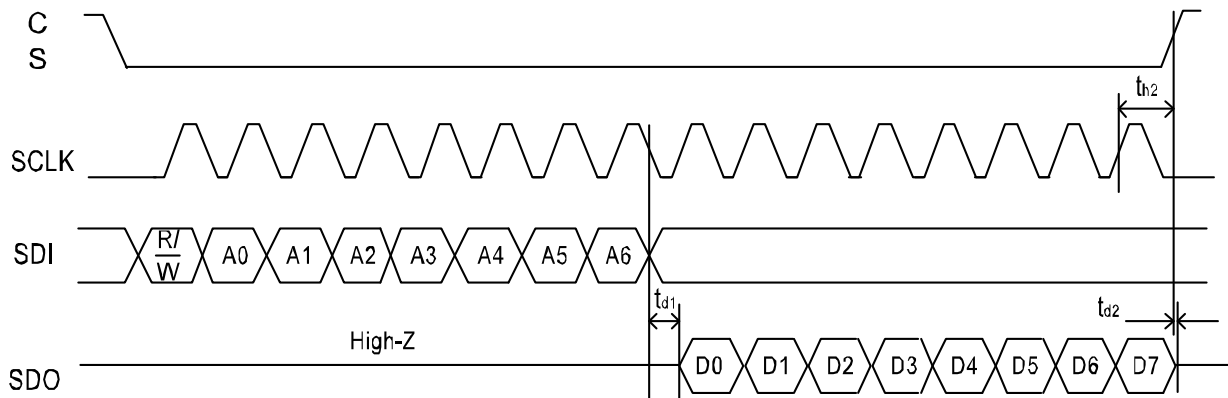 C
S
th2
SCLK
SDI
R/
W
A0 A1 A2 A3 A4 A5 A6
td1
td2
High-Z
SDO
D0 D1 D2 D3 D4 D5 D6 D7